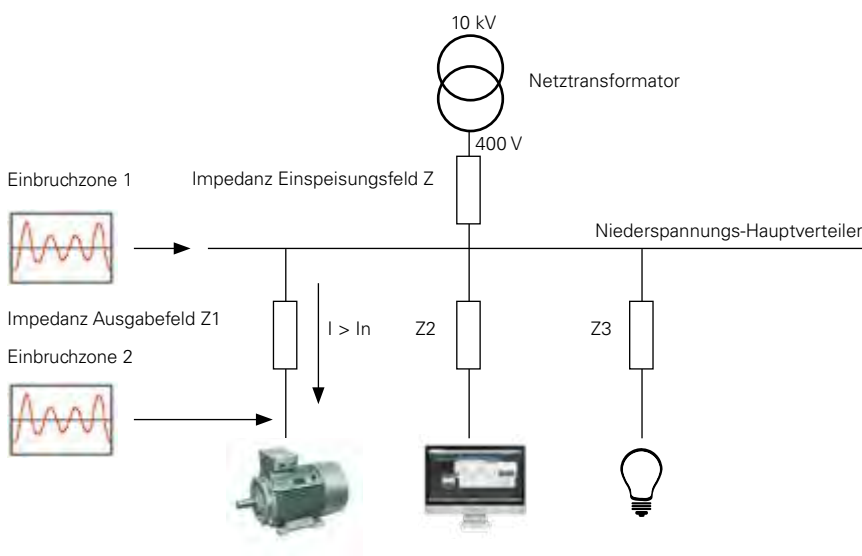 10 kV
Netztransformator
400 V
Einbruchzone 1
Impedanz Einspeisungsfeld Z
Niederspannungs-Hauptverteiler
Impedanz Ausgabefeld Z1
I > In
Z2
Z3
Einbruchzone 2